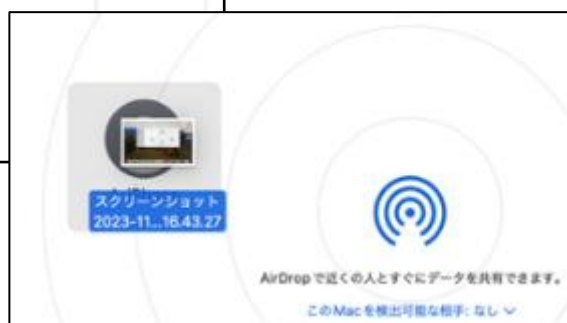 スクリーンショット
2023-11...16.43.27
AirDropで近くの人とすぐにデータを共有できます。
このMacを検出可能な相手: なし